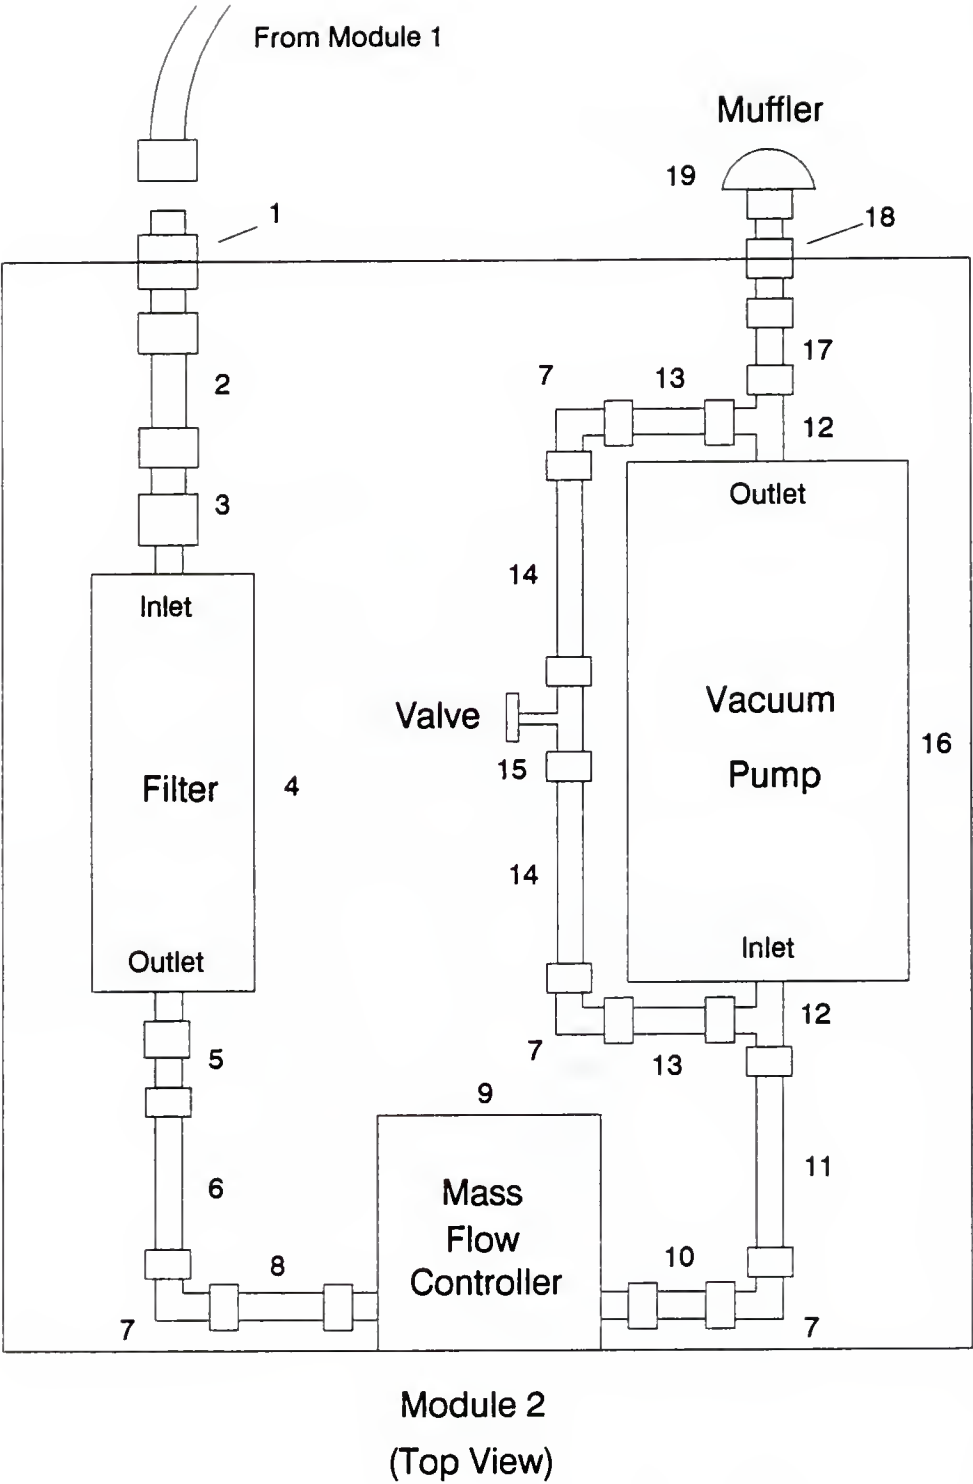 From Module 1
Muffler
19
1
18
17
2
7
13
12
3
Outlet
14
Inlet
Valve
Vacuum
Pump
16
15
Filter
4
14
Inlet
Outlet
12
7
13
5
9
11
6
Mass
Flow
Controller
8
10
7
7
Module 2
(Top View)